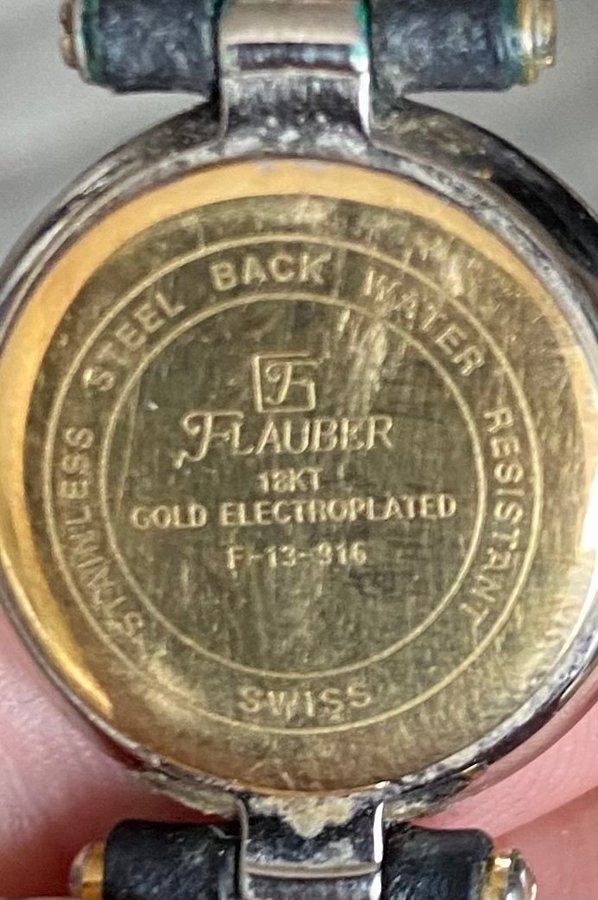 STAINLESS STEEL BACK WATER RESISTANT
F
FLAUBER
18KT
GOLD ELECTROPLATED
F-13-916
SWISS